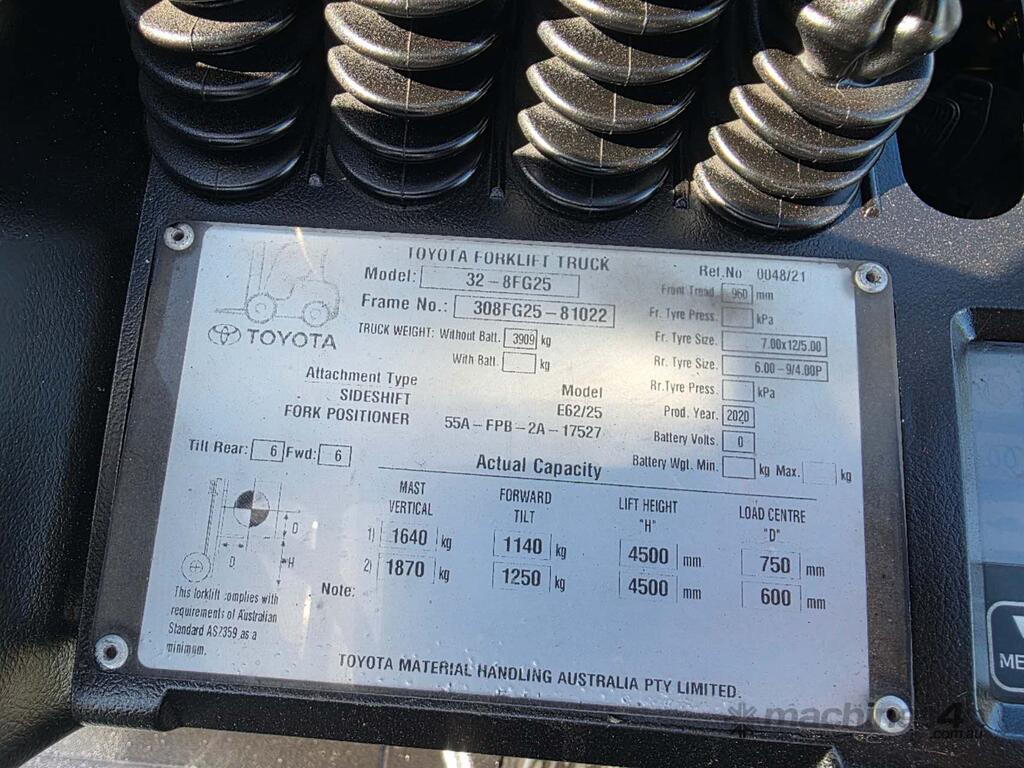 TOYOTA FORKLIFT TRUCK
Ref.No 0048/21
Model: 32-8FG25
Front Tread 960 mm
Frame No.: 308FG25-81022
Fr. Tyre Press. kPa
TOYOTA
TRUCK WEIGHT: Without Batt. 3909 kg
Fr. Tyre Size. 7.00x12/5.00
With Batt. kg
Rr. Tyre Size. 6.00-9/4.00P
Attachment Type Model
Rr.Tyre Press. kPa
SIDESHIFT E62/25
Prod. Year. 2020
FORK POSITIONER 55A-FPB-2A-17527
Battery Volts. 0
Tilt Rear: 6 Fwd: 6
Battery Wgt. Min. kg Max. kg
Actual Capacity
MAST VERTICAL
FORWARD TILT
LIFT HEIGHT "H"
LOAD CENTRE "D"
1) 1640 kg 1140 kg 4500 mm 750 mm
2) 1870 kg 1250 kg 4500 mm 600 mm
D
D
H
Note:
This forklift complies with
requirements of Australian
Standard AS2359 as a
minimum.
TOYOTA MATERIAL HANDLING AUSTRALIA PTY LIMITED.